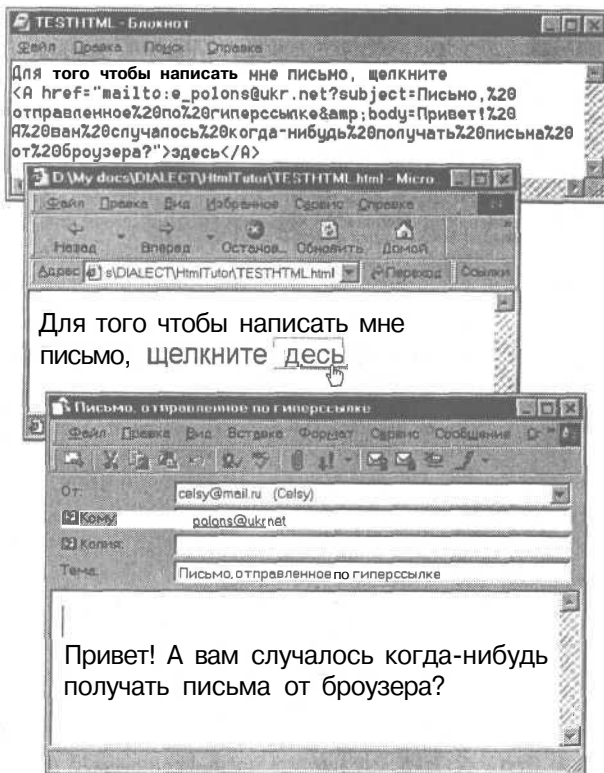 TESTHTML - Блокнот
Файл Правка Поиск Справка
Для того чтобы написать мне письмо, щелкните
<A href="mailto:e_polons@ukr.net?subject=Письмо,%20
отправленное%20по%20гиперссылке&amp;body=Привет!%20
А%20вам%20случалось%20когда-нибудь%20получать%20письма%20
от%20броузера?">здесь</A>
D:\My docs\DIALECT\HtmlTutor\TESTHTML.html - Micro
Файл Правка Вид Избранное Сервис Справка
Назад Вперед Останов... Обновить Домой
Адрес s\DIALECT\HtmlTutor\TESTHTML.html Переход Ссылки
Для того чтобы написать мне
письмо, щелкните десь
Письмо, отправленное по гиперссылке
Файл Правка Вид Вставка Формат Сервис Сообщение
От: celsy@mail.ru (Celsy)
Кому: polons@ukrnet
Копия:
Тема: Письмо, отправленное по гиперссылке
Привет! А вам случалось когда-нибудь
получать письма от броузера?